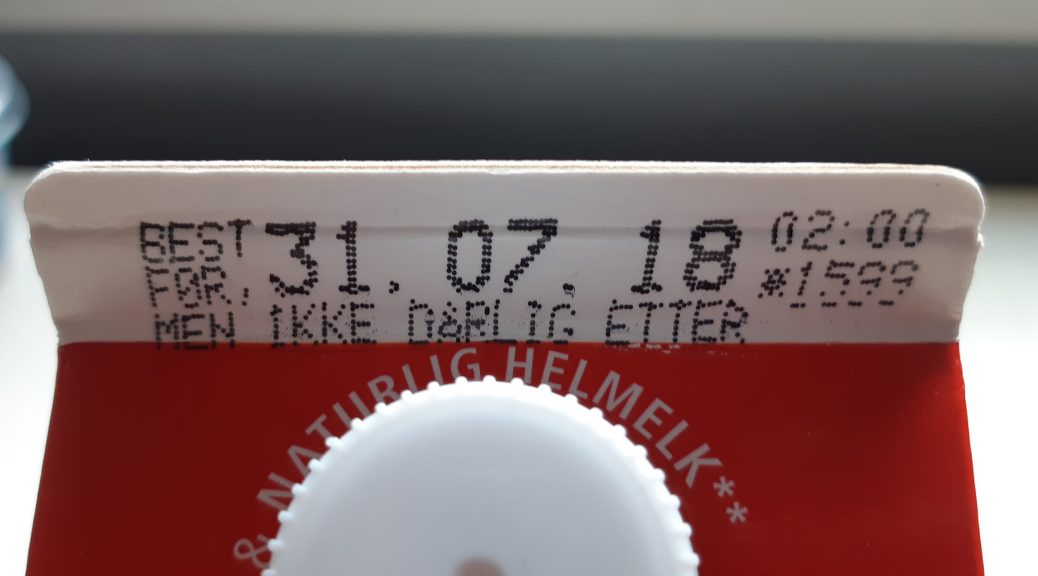 BEST 31. 07. 18 02:00
FØR, *1599
MEN IKKE DÅRLIG ETTER
& NATURLIG HELMELK**